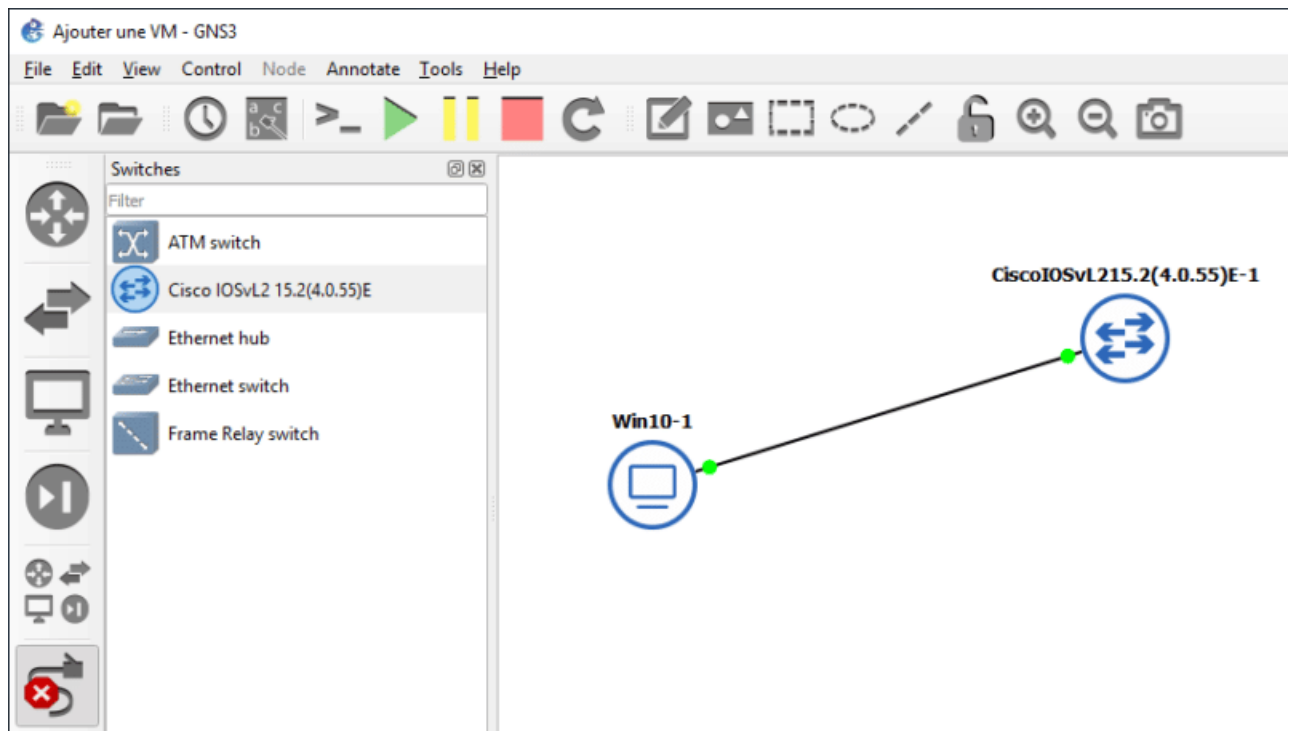 Ajouter une VM - GNS3
File Edit View Control Node Annotate Tools Help
a c
b
Switches
Filter
ATM switch
Cisco IOSvL2 15.2(4.0.55)E
Ethernet hub
Ethernet switch
Frame Relay switch
CiscoIOSvL215.2(4.0.55)E-1
Win10-1